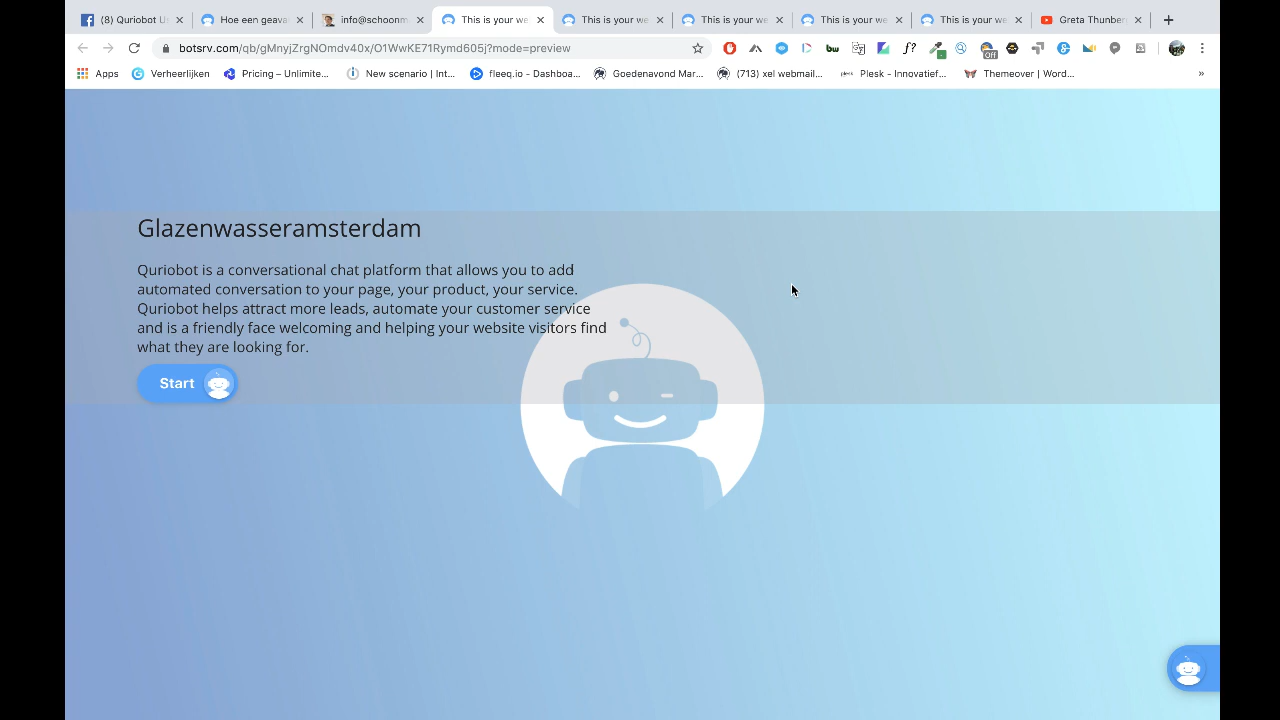 (8) Quriobot U
Hoe een geava
info@schoonm
This is your we
This is your we
This is your we
This is your we
This is your we
Greta Thunber
botsrv.com/qb/gMnyjZrgNOmdv40x/O1WwKE71Rymd605j?mode=preview
bw
f?
Off
Apps
Verheerlijken
Pricing – Unlimite...
New scenario | Int...
fleeq.io - Dashboa...
Goedenavond Mar...
(713) xel webmail...
Plesk - Innovatief...
Themeover | Word...
»
Glazenwasseramsterdam
Quriobot is a conversational chat platform that allows you to add
automated conversation to your page, your product, your service.
Quriobot helps attract more leads, automate your customer service
and is a friendly face welcoming and helping your website visitors find
what they are looking for.
Start